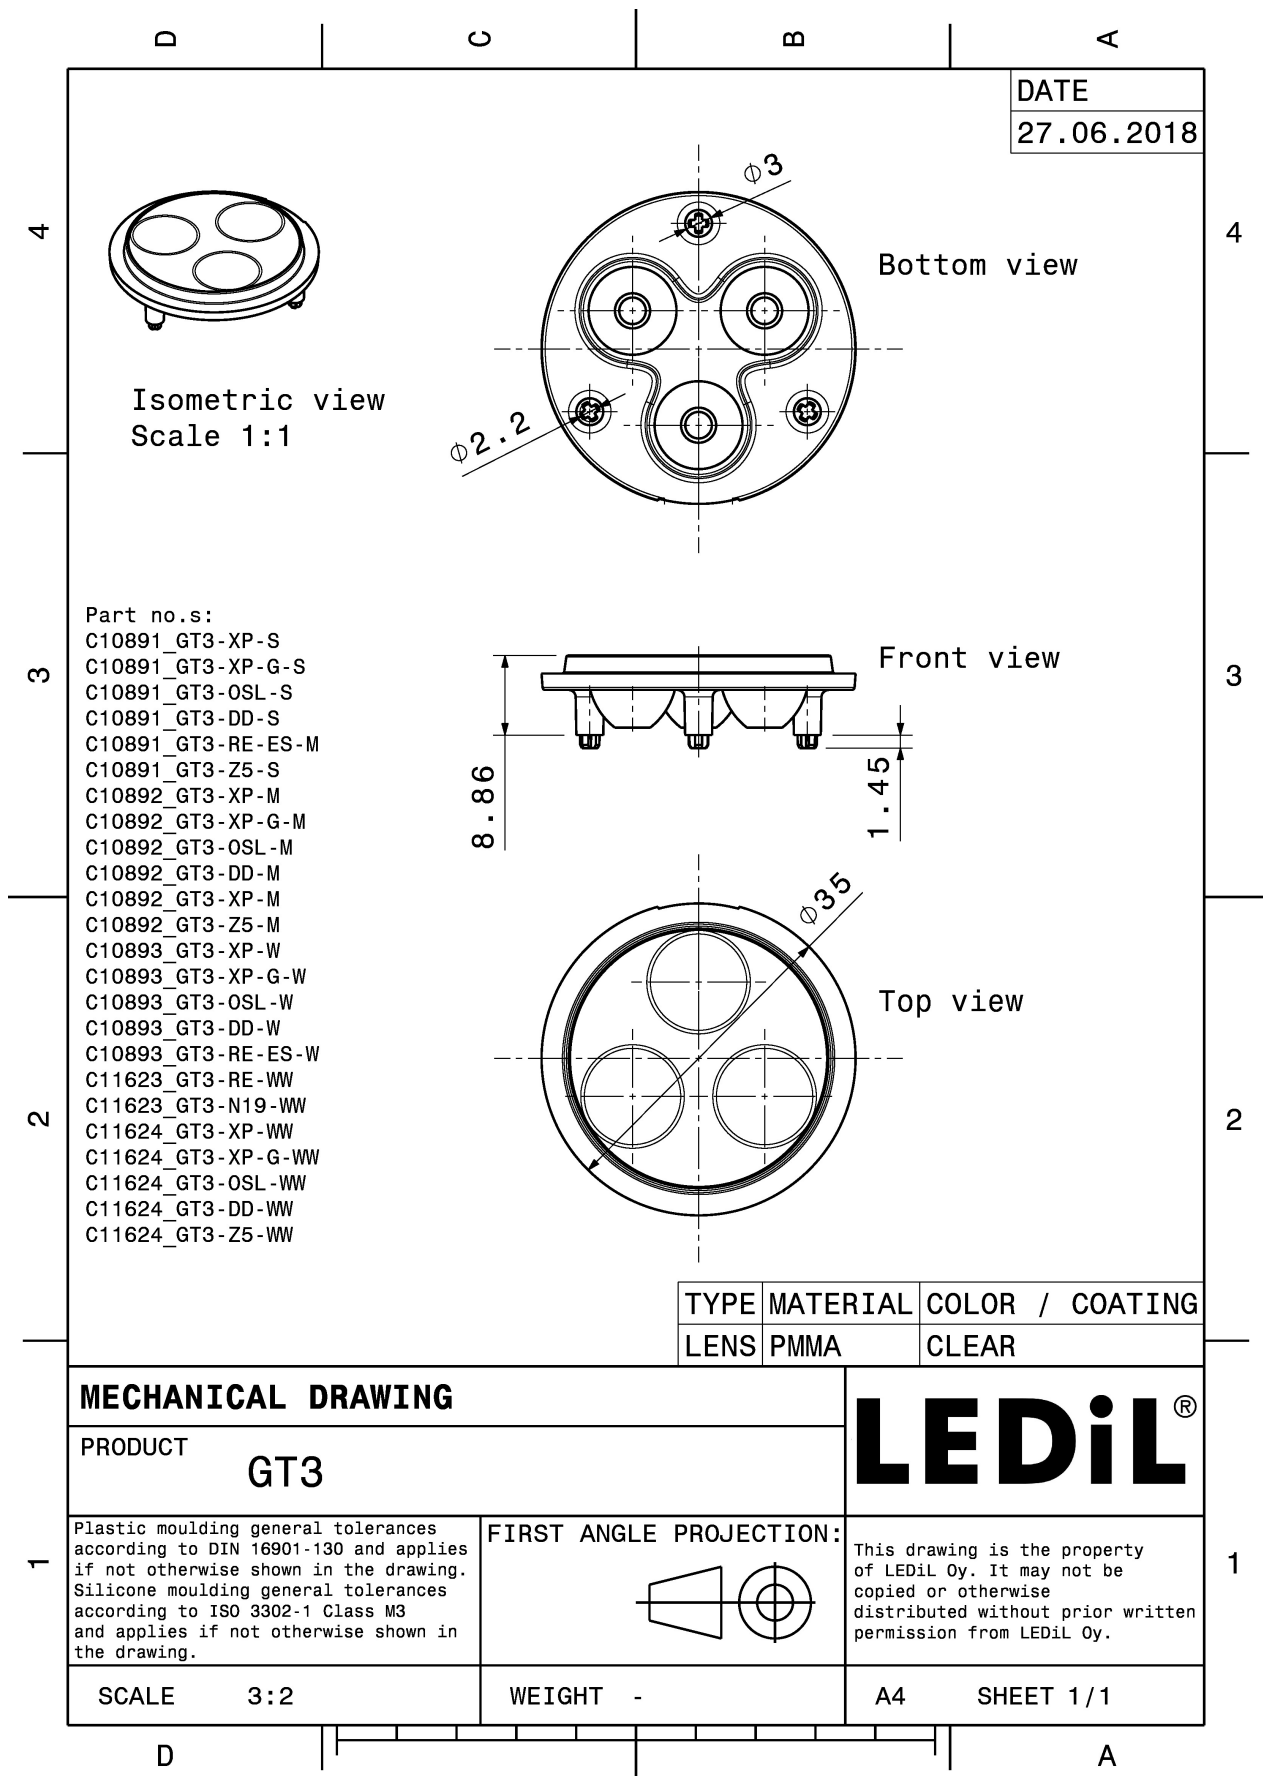 D C B A
DATE
27.06.2018
4 4
⌀3
Bottom view
Isometric view
Scale 1:1
⌀2.2
Part no.s:
C10891_GT3-XP-S
C10891_GT3-XP-G-S
C10891_GT3-OSL-S
C10891_GT3-DD-S
C10891_GT3-RE-ES-M
C10891_GT3-Z5-S
C10892_GT3-XP-M
C10892_GT3-XP-G-M
C10892_GT3-OSL-M
C10892_GT3-DD-M
C10892_GT3-XP-M
C10892_GT3-Z5-M
C10893_GT3-XP-W
C10893_GT3-XP-G-W
C10893_GT3-OSL-W
C10893_GT3-DD-W
C10893_GT3-RE-ES-W
C11623_GT3-RE-WW
C11623_GT3-N19-WW
C11624_GT3-XP-WW
C11624_GT3-XP-G-WW
C11624_GT3-OSL-WW
C11624_GT3-DD-WW
C11624_GT3-Z5-WW
3 3
Front view
8.86
1.45
⌀35
Top view
2 2
TYPE MATERIAL COLOR / COATING
LENS PMMA CLEAR
MECHANICAL DRAWING
PRODUCT
GT3
LEDiL®
Plastic moulding general tolerances
according to DIN 16901-130 and applies
if not otherwise shown in the drawing.
Silicone moulding general tolerances
according to ISO 3302-1 Class M3
and applies if not otherwise shown in
the drawing.
FIRST ANGLE PROJECTION:
This drawing is the property
of LEDiL Oy. It may not be
copied or otherwise
distributed without prior written
permission from LEDiL Oy.
1 1
SCALE 3:2
WEIGHT -
A4 SHEET 1/1
D A